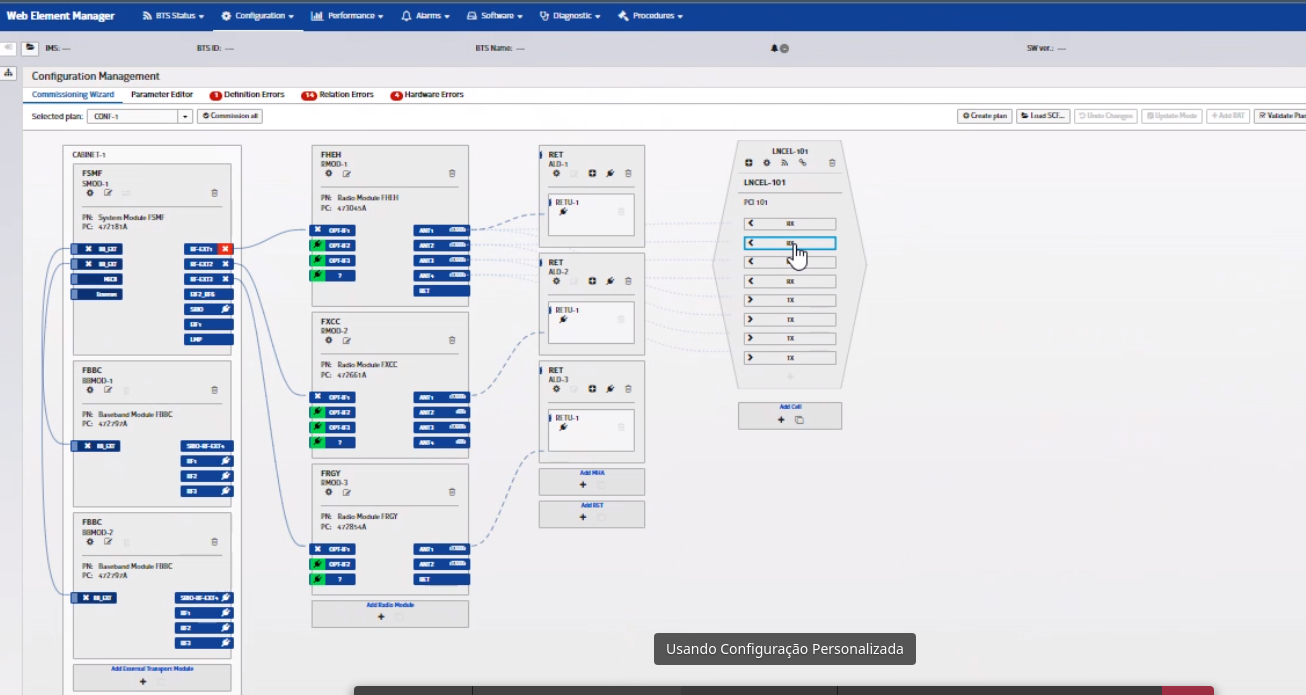 Web Element Manager
BTS Status
Configuration
Performance
Alarms
Software
Diagnostic
Procedures
IMS: ---
BTS ID: ---
BTS Name: ---
SW ver.: ---
Configuration Management
Commissioning Wizard
Parameter Editor
1 Definition Errors
14 Relation Errors
4 Hardware Errors
Selected plan:
CONF-1
Commission all
Create plan
Load SCF...
Undo Changes
Update Mode
Add BAT
Validate Plan
CABINET-1
FSMF
SMOD-1
PN: System Module FSMF
PC: 472181A
BB_EXT
BB_EXT
RF-EXT1
RF-EXT2
RF-EXT3
EIF2_RF6
SRIO
EIF1
LMP
FBBC
BBMOD-1
PN: Baseband Module FBBC
PC: 472797A
BB_EXT
SRIO-RF-EXT4
RF1
RF2
RF3
FBBC
BBMOD-2
PN: Baseband Module FBBC
PC: 472797A
BB_EXT
SRIO-RF-EXT4
RF1
RF2
RF3
Add External Transport Module
FHEH
RMOD-1
PN: Radio Module FHEH
PC: 473045A
OPT-IF1
OPT-IF2
OPT-IF3
?
ANT1
ANT2
ANT3
ANT4
RET
FXCC
RMOD-2
PN: Radio Module FXCC
PC: 472661A
OPT-IF1
OPT-IF2
OPT-IF3
?
ANT1
ANT2
ANT3
ANT4
FRGY
RMOD-3
PN: Radio Module FRGY
PC: 472854A
OPT-IF1
OPT-IF2
?
ANT1
ANT2
RET
Add Radio Module
RET
ALD-1
RETU-1
RET
ALD-2
RETU-1
RET
ALD-3
RETU-1
Add MHA
Add RET
LNCEL-101
LNCEL-101
PCI 101
RX
RX
RX
TX
TX
TX
TX
Add Cell
Usando Configuração Personalizada